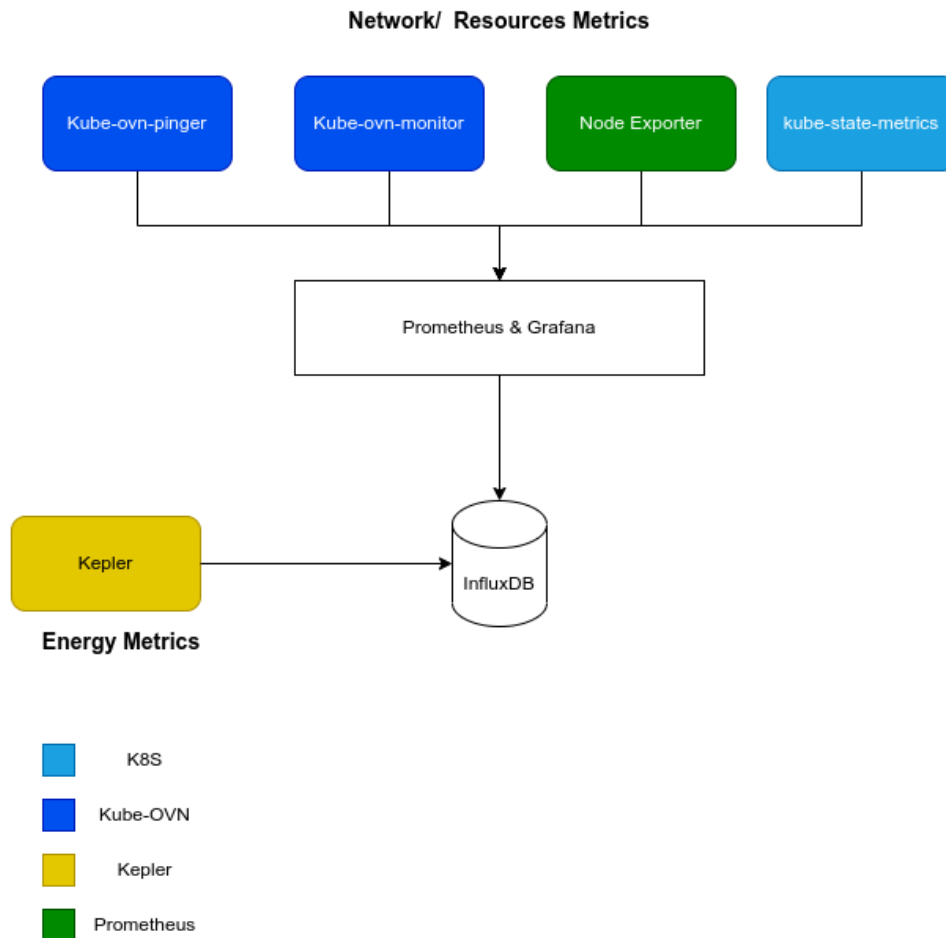 Network/  Resources Metrics
Kube-ovn-pinger
Kube-ovn-monitor
Node Exporter
kube-state-metrics
Prometheus & Grafana
Kepler
InfluxDB
Energy Metrics
K8S
Kube-OVN
Kepler
Prometheus